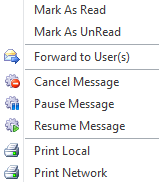 Mark As Read
Mark As UnRead
Forward to User(s)
Cancel Message
Pause Message
Resume Message
Print Local
Print Network